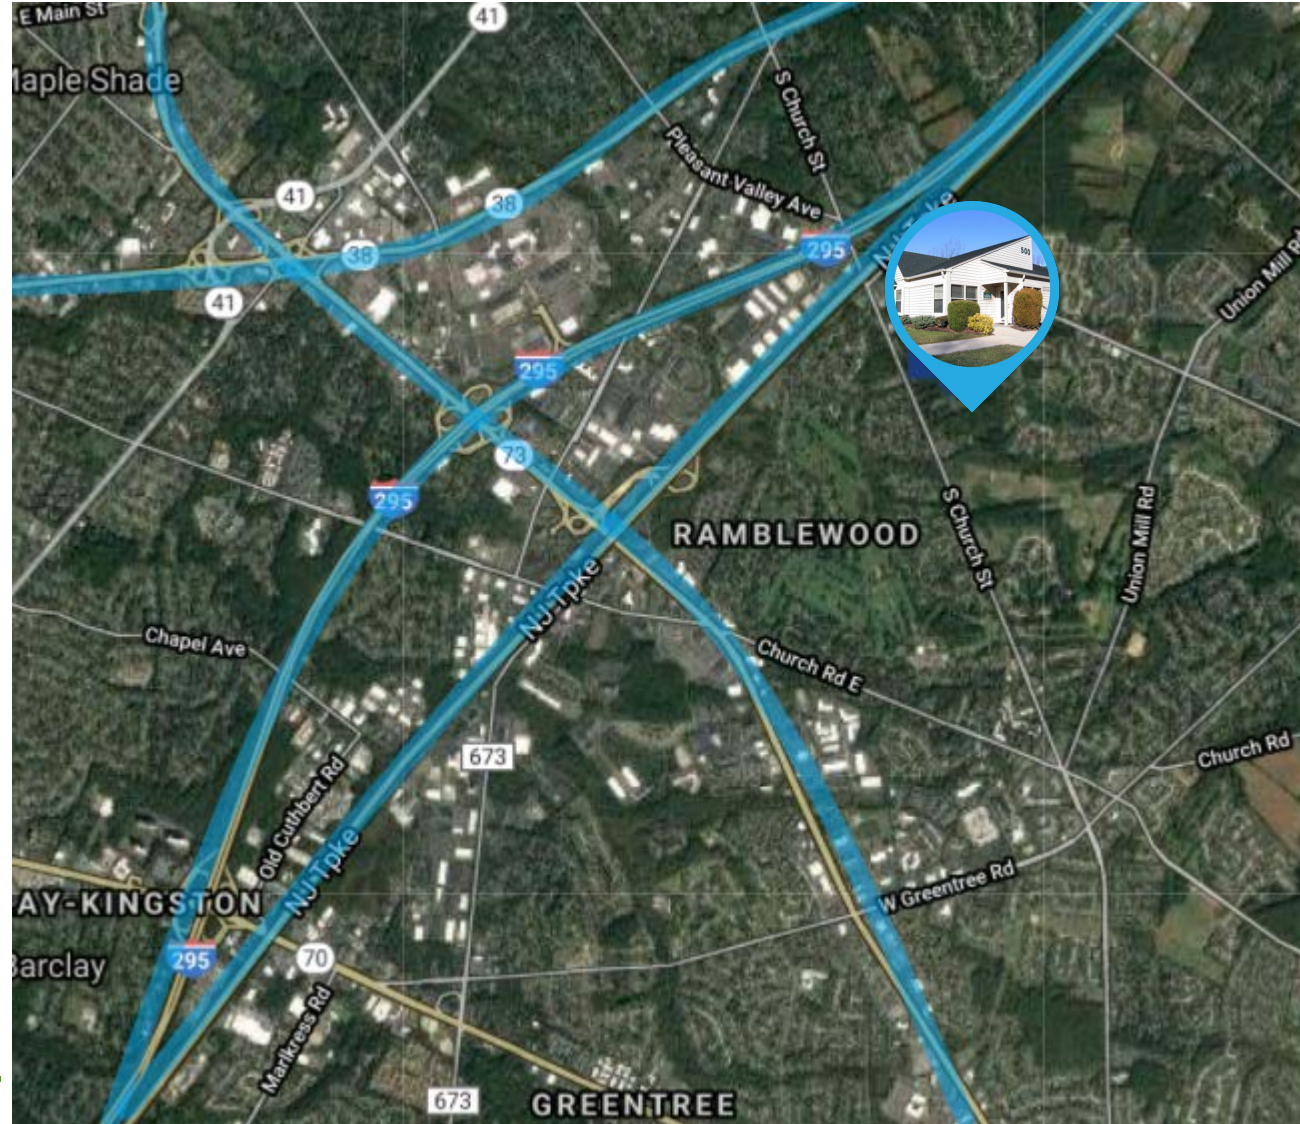 E Main St
41
Maple Shade
S Church St
Pleasant Valley Ave
41
38
38
295
NJ Tpke
500
41
Union Mill Rd
295
73
295
RAMBLEWOOD
S Church St
Union Mill Rd
NJ Tpke
Chapel Ave
Church Rd E
673
Church Rd
Old Cuthbert Rd
NJ Tpke
W Greentree Rd
AY-KINGSTON
295
Barclay
70
Marlkress Rd
673
GREENTREE